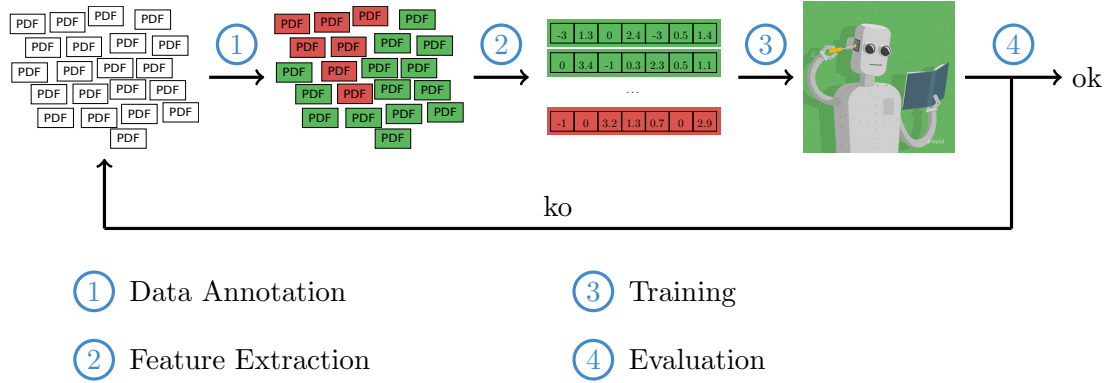 PDF PDF PDF PDF
PDF PDF PDF PDF
PDF PDF PDF PDF
PDF PDF PDF PDF
PDF PDF PDF PDF
PDF
1
PDF PDF PDF PDF
PDF PDF PDF PDF
PDF PDF PDF PDF
PDF PDF PDF PDF
PDF PDF PDF PDF
PDF
2
-3 1.3 0 2.4 -3 0.5 1.4
0 3.4 -1 0.3 2.3 0.5 1.1
...
-1 0 3.2 1.3 0.7 0 2.9
3
4
ok
ko
1 Data Annotation
3 Training
2 Feature Extraction
4 Evaluation